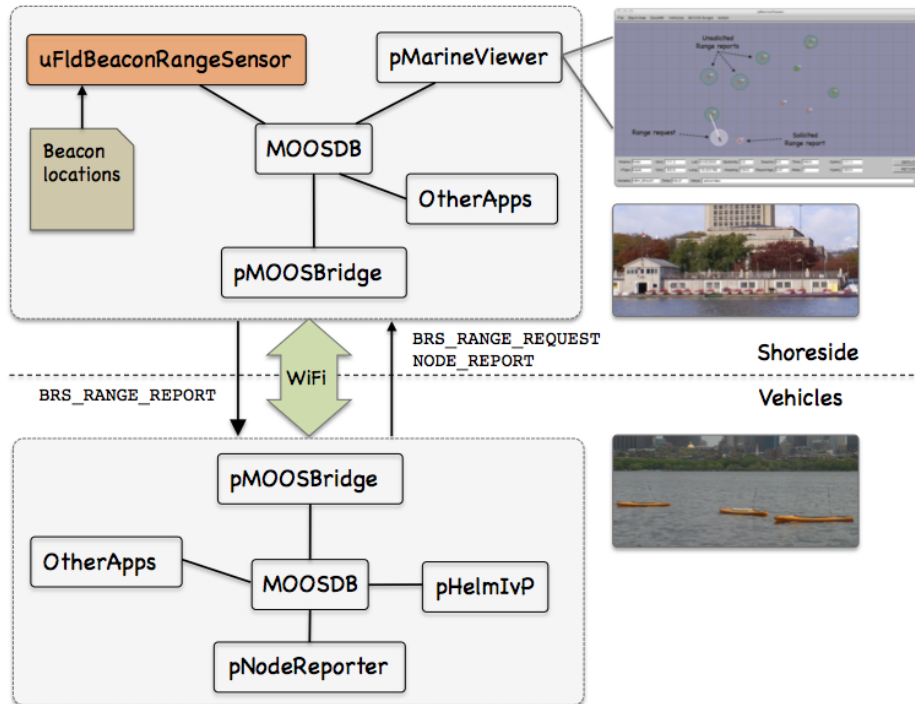 uFldBeaconRangeSensor
pMarineViewer
Unsolicited
Range reports
Range request
Solicited
Range report
Beacon
locations
MOOSDB
OtherApps
pMOOSBridge
BRS_RANGE_REQUEST
NODE_REPORT
Shoreside
WiFi
BRS_RANGE_REPORT
Vehicles
pMOOSBridge
OtherApps
MOOSDB
pHelmIvP
pNodeReporter